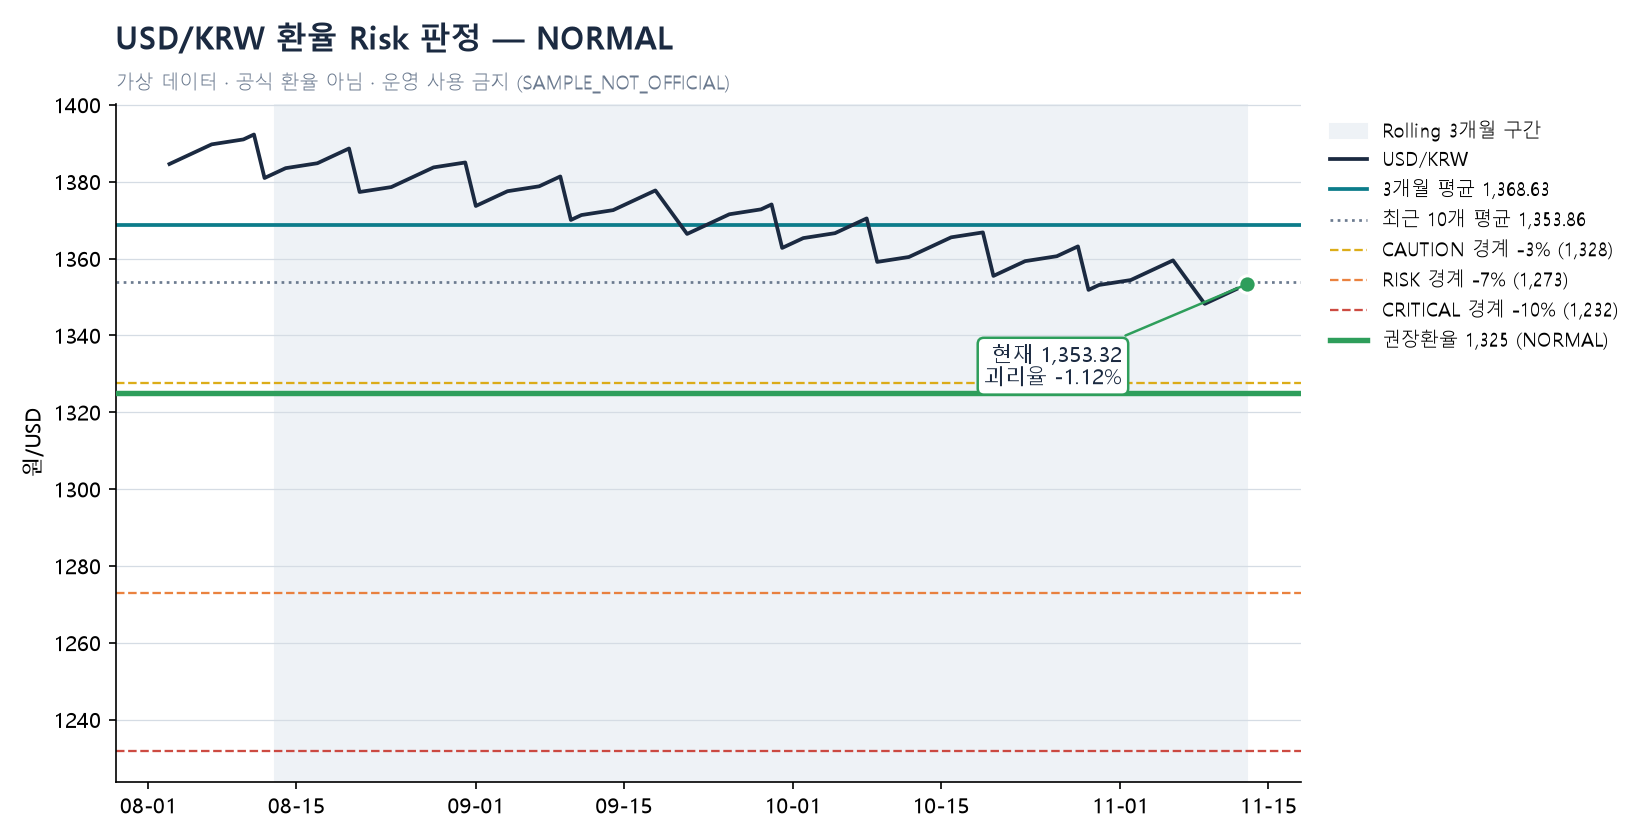 USD/KRW 환율 Risk 판정 — NORMAL
가상 데이터 · 공식 환율 아님 · 운영 사용 금지 (SAMPLE_NOT_OFFICIAL)
원/USD
1400
1380
1360
1340
1320
1300
1280
1260
1240
08-01
08-15
09-01
09-15
10-01
10-15
11-01
11-15
현재 1,353.32
괴리율 -1.12%
Rolling 3개월 구간
USD/KRW
3개월 평균 1,368.63
최근 10개 평균 1,353.86
CAUTION 경계 -3% (1,328)
RISK 경계 -7% (1,273)
CRITICAL 경계 -10% (1,232)
권장환율 1,325 (NORMAL)